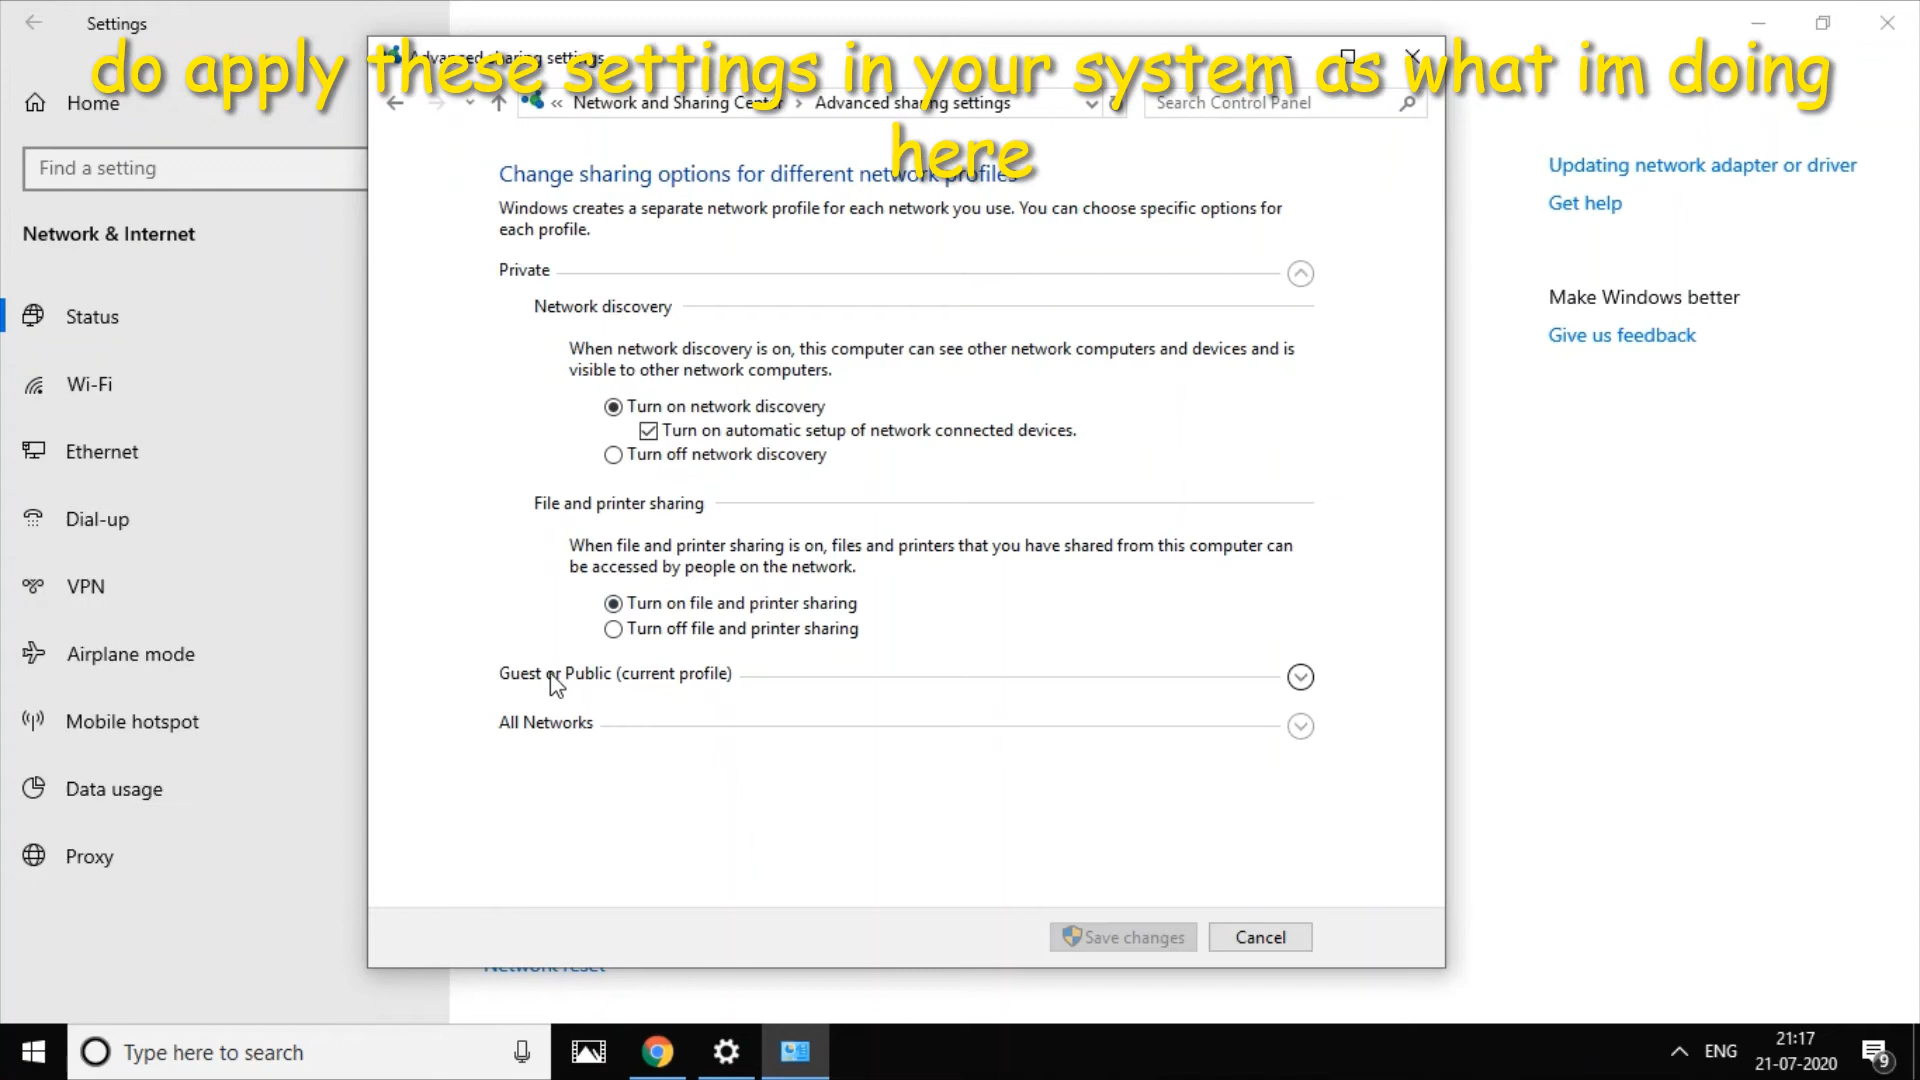 Settings
do apply these settings in your system as what im doing
here
Advanced sharing settings
Home
Network and Sharing Center > Advanced sharing settings
Search Control Panel
Find a setting
Change sharing options for different network profiles
Updating network adapter or driver
Windows creates a separate network profile for each network you use. You can choose specific options for
each profile.
Get help
Network & Internet
Private
Make Windows better
Network discovery
Status
Give us feedback
When network discovery is on, this computer can see other network computers and devices and is
visible to other network computers.
Wi-Fi
Turn on network discovery
Turn on automatic setup of network connected devices.
Turn off network discovery
Ethernet
File and printer sharing
Dial-up
When file and printer sharing is on, files and printers that you have shared from this computer can
be accessed by people on the network.
VPN
Turn on file and printer sharing
Turn off file and printer sharing
Airplane mode
Guest or Public (current profile)
All Networks
Mobile hotspot
Data usage
Proxy
Save changes
Cancel
Network reset
Type here to search
ENG
21:17
21-07-2020
9